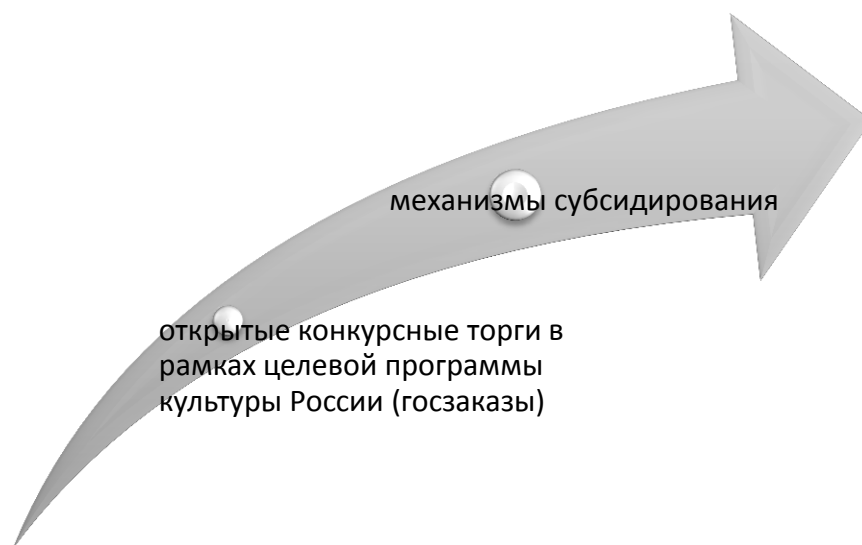 механизмы субсидирования
открытые конкурсные торги в
рамках целевой программы
культуры России (госзаказы)